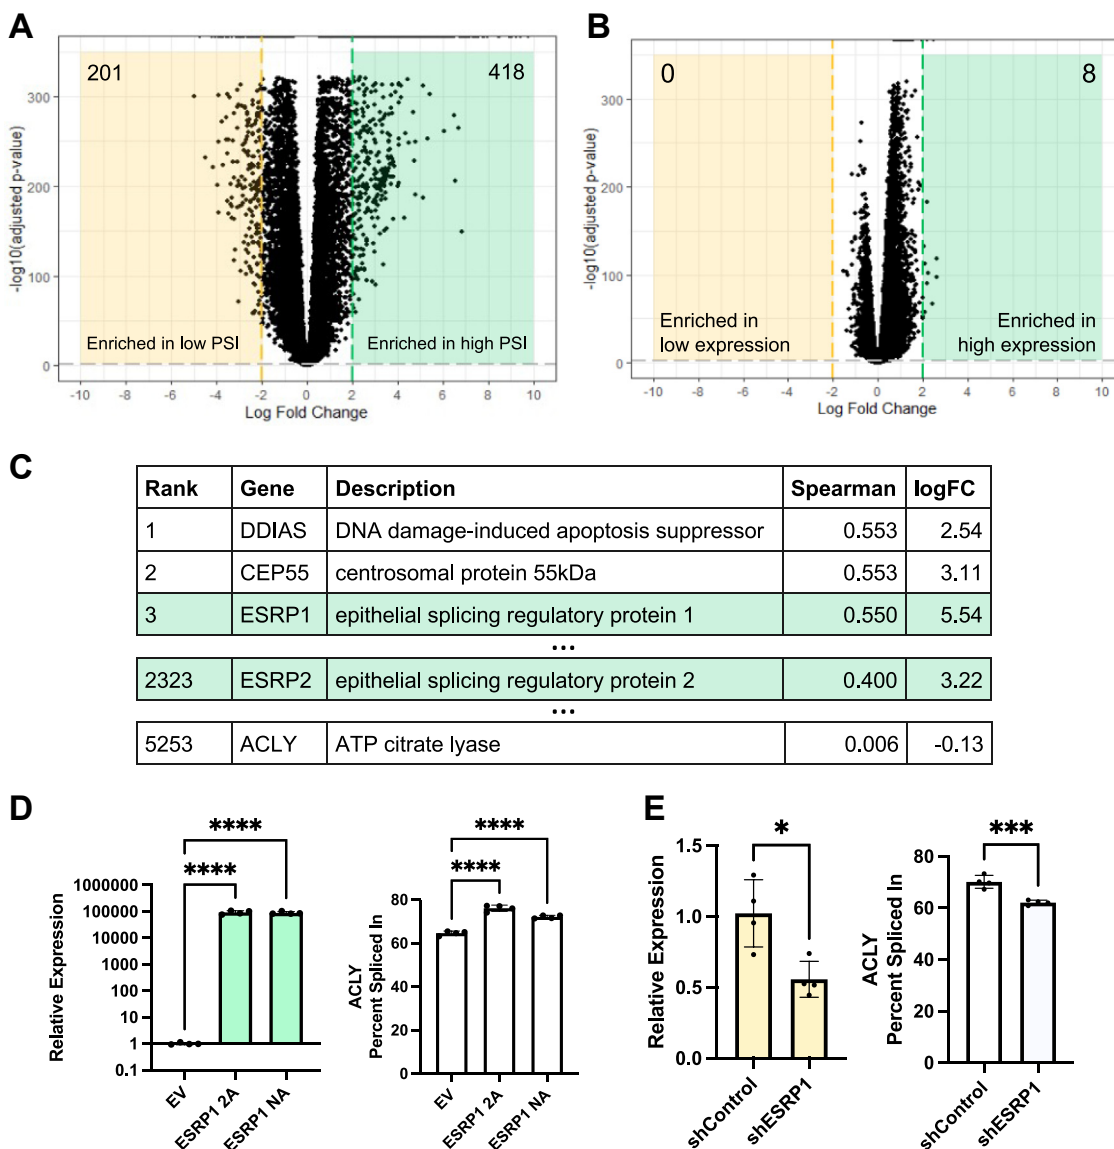 A
201
418
300
200
100
0
-log10(adjusted p-value)
Enriched in low PSI
Enriched in high PSI
-10 -8 -6 -4 -2 0 2 4 6 8 10
Log Fold Change
B
0
8
300
200
100
0
-log10(adjusted p-value)
Enriched in
low expression
Enriched in
high expression
-10 -8 -6 -4 -2 0 2 4 6 8 10
Log Fold Change
C
Rank Gene Description Spearman logFC
1 DDIAS DNA damage-induced apoptosis suppressor 0.553 2.54
2 CEP55 centrosomal protein 55kDa 0.553 3.11
3 ESRP1 epithelial splicing regulatory protein 1 0.550 5.54
...
2323 ESRP2 epithelial splicing regulatory protein 2 0.400 3.22
...
5253 ACLY ATP citrate lyase 0.006 -0.13
D
****
****
1000000
100000
10000
1000
100
10
1
0.1
Relative Expression
EV
ESRP1 2A
ESRP1 NA
****
****
80
60
40
20
0
ACLY
Percent Spliced In
EV
ESRP1 2A
ESRP1 NA
E
*
1.5
1.0
0.5
0.0
Relative Expression
shControl
shESRP1
***
80
60
40
20
0
ACLY
Percent Spliced In
shControl
shESRP1